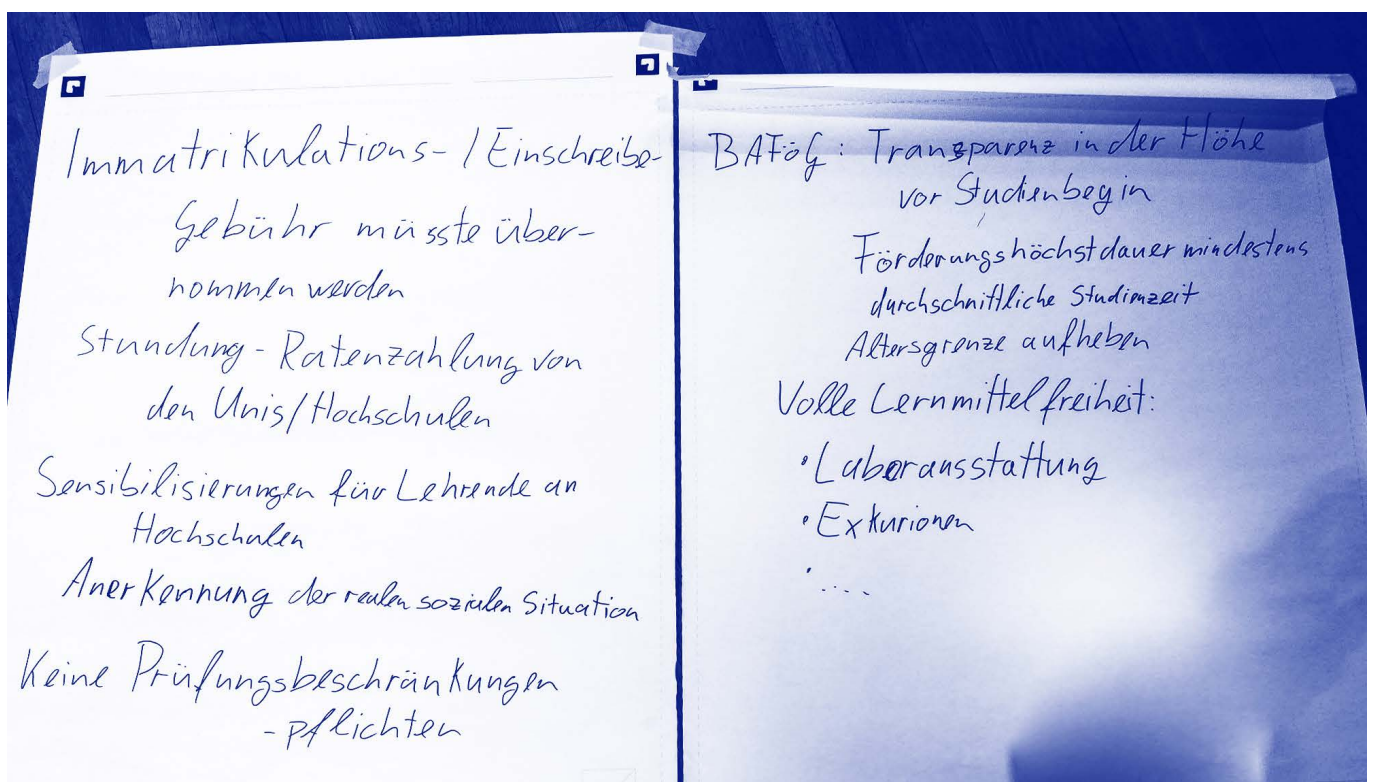 Immatrikulations-/Einschreibe-
gebühr müsste über-
nommen werden
Stundung - Ratenzahlung von
den Unis/Hochschulen
Sensibilisierungen für Lehrende an
Hochschulen
Anerkennung der realen sozialen Situation
Keine Prüfungsbeschränkungen
-pflichten
BAFöG: Transparenz in der Höhe
vor Studienbegin
Förderungshöchstdauer mindestens
durchschnittliche Studienzeit
Altersgrenze aufheben
Volle Lernmittelfreiheit:
• Laborausstattung
• Exkurionen
• ....